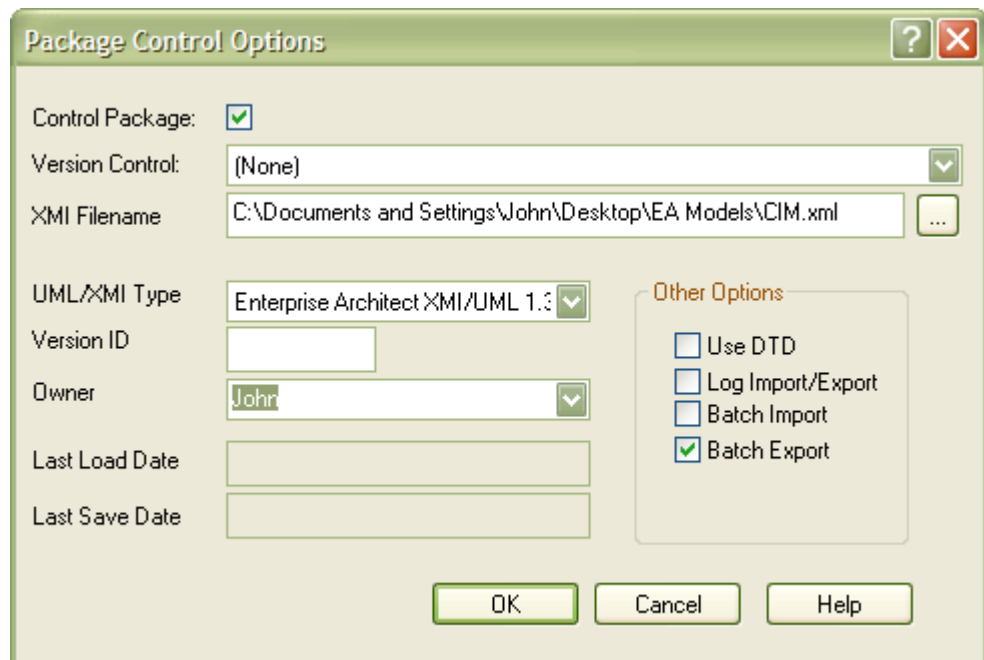 Package Control Options
Control Package:
Version Control:
(None)
XMI Filename
C:\Documents and Settings\John\Desktop\EA Models\CIM.xml
...
UML/XMI Type
Enterprise Architect XMI/UML 1.3
Version ID
Owner
John
Last Load Date
Last Save Date
Other Options
Use DTD
Log Import/Export
Batch Import
Batch Export
OK
Cancel
Help